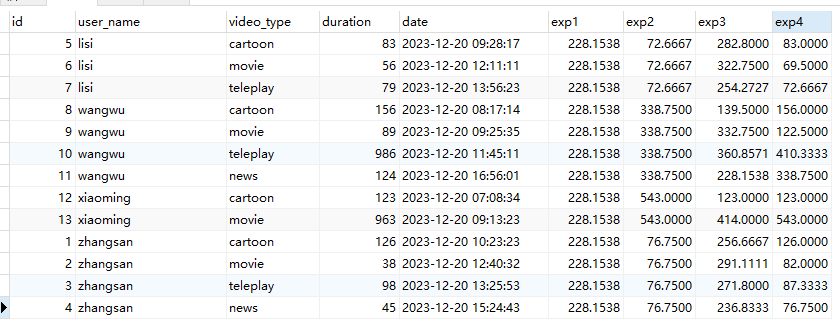 id user_name video_type duration date exp1 exp2 exp3 exp4
5 lisi cartoon 83 2023-12-20 09:28:17 228.1538 72.6667 282.8000 83.0000
6 lisi movie 56 2023-12-20 12:11:11 228.1538 72.6667 322.7500 69.5000
7 lisi teleplay 79 2023-12-20 13:56:23 228.1538 72.6667 254.2727 72.6667
8 wangwu cartoon 156 2023-12-20 08:17:14 228.1538 338.7500 139.5000 156.0000
9 wangwu movie 89 2023-12-20 09:25:35 228.1538 338.7500 332.7500 122.5000
10 wangwu teleplay 986 2023-12-20 11:45:11 228.1538 338.7500 360.8571 410.3333
11 wangwu news 124 2023-12-20 16:56:01 228.1538 338.7500 228.1538 338.7500
12 xiaoming cartoon 123 2023-12-20 07:08:34 228.1538 543.0000 123.0000 123.0000
13 xiaoming movie 963 2023-12-20 09:13:23 228.1538 543.0000 414.0000 543.0000
1 zhangsan cartoon 126 2023-12-20 10:23:23 228.1538 76.7500 256.6667 126.0000
2 zhangsan movie 38 2023-12-20 12:40:32 228.1538 76.7500 291.1111 82.0000
3 zhangsan teleplay 98 2023-12-20 13:25:53 228.1538 76.7500 271.8000 87.3333
4 zhangsan news 45 2023-12-20 15:24:43 228.1538 76.7500 236.8333 76.7500